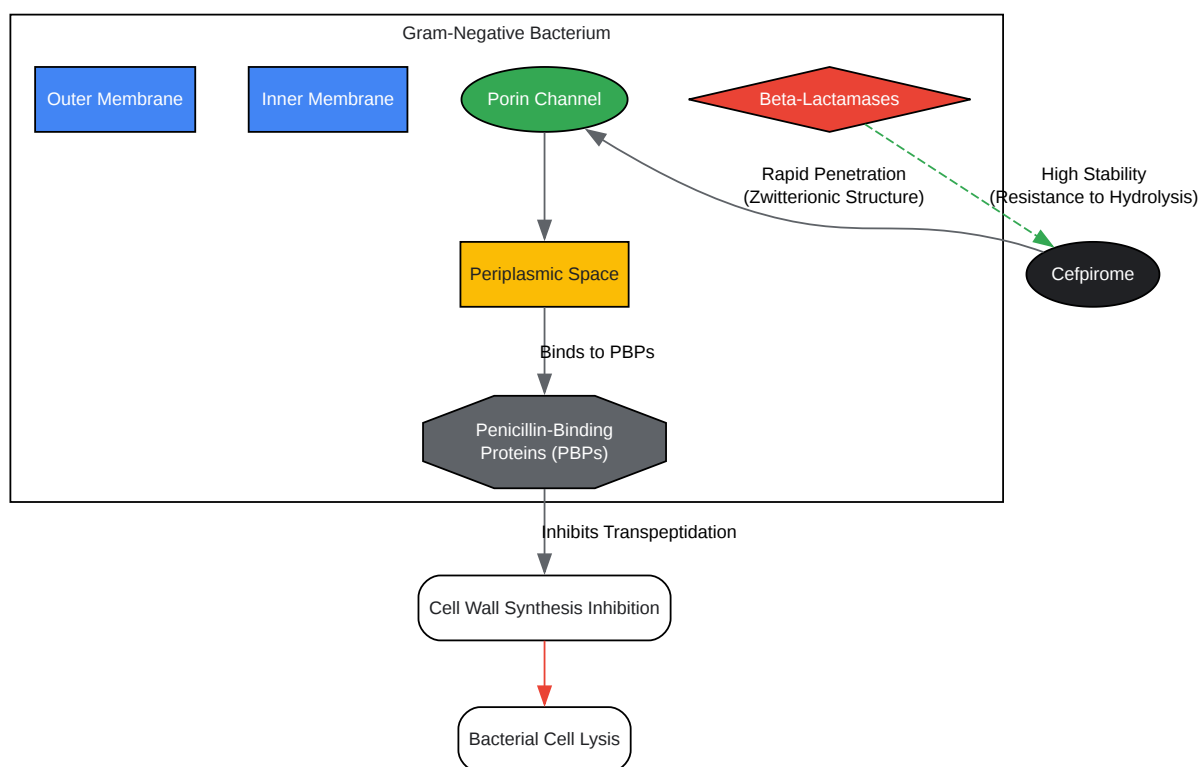 Gram-Negative Bacterium
Outer Membrane
Inner Membrane
Porin Channel
Beta-Lactamases
Rapid Penetration
(Zwitterionic Structure)
High Stability
(Resistance to Hydrolysis)
Periplasmic Space
Cefpirome
Binds to PBPs
Penicillin-Binding
Proteins (PBPs)
Inhibits Transpeptidation
Cell Wall Synthesis Inhibition
Bacterial Cell Lysis